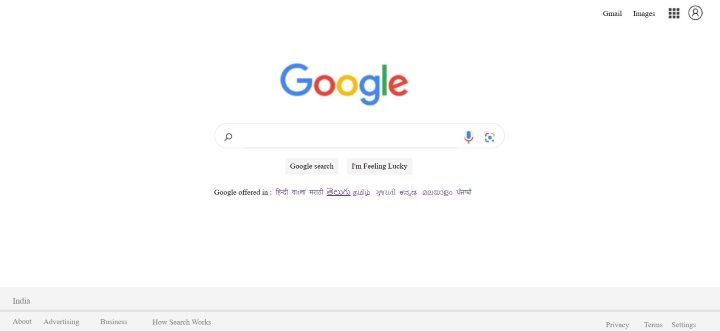 Gmail Images
Google
Google search I'm Feeling Lucky
Google offered in : हिन्दी বাংলা मराठी తెలుగు தமிழ் ગુજરાતી ಕನ್ನಡ മലയാളം ਪੰਜਾਬੀ
India
About Advertising Business How Search Works Privacy Terms Settings